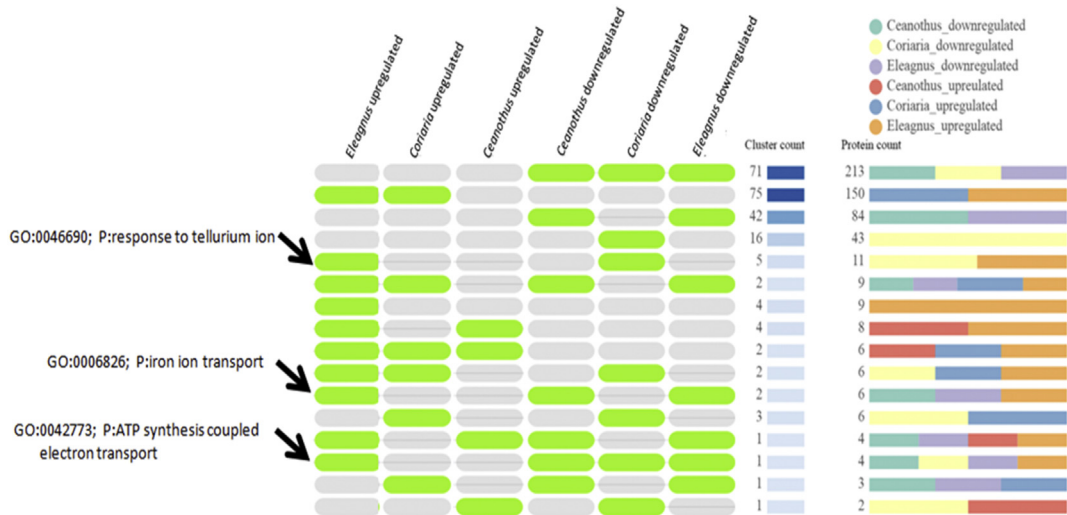 Eleagnus upregulated
Coriaria upregulated
Ceanothus upregulated
Ceanothus downregulated
Coriaria downregulated
Eleagnus downregulated
Ceanothus_downregulated
Coriaria_downregulated
Eleagnus_downregulated
Ceanothus_upreulated
Coriaria_upregulated
Eleagnus_upregulated
Cluster count
Protein count
71 213
75 150
42 84
16 43
GO:0046690; P:response to tellurium ion
5 11
2 9
4 9
4 8
2 6
GO:0006826; P:iron ion transport
2 6
2 6
3 6
GO:0042773; P:ATP synthesis coupled
1 4
electron transport
1 4
1 3
1 2